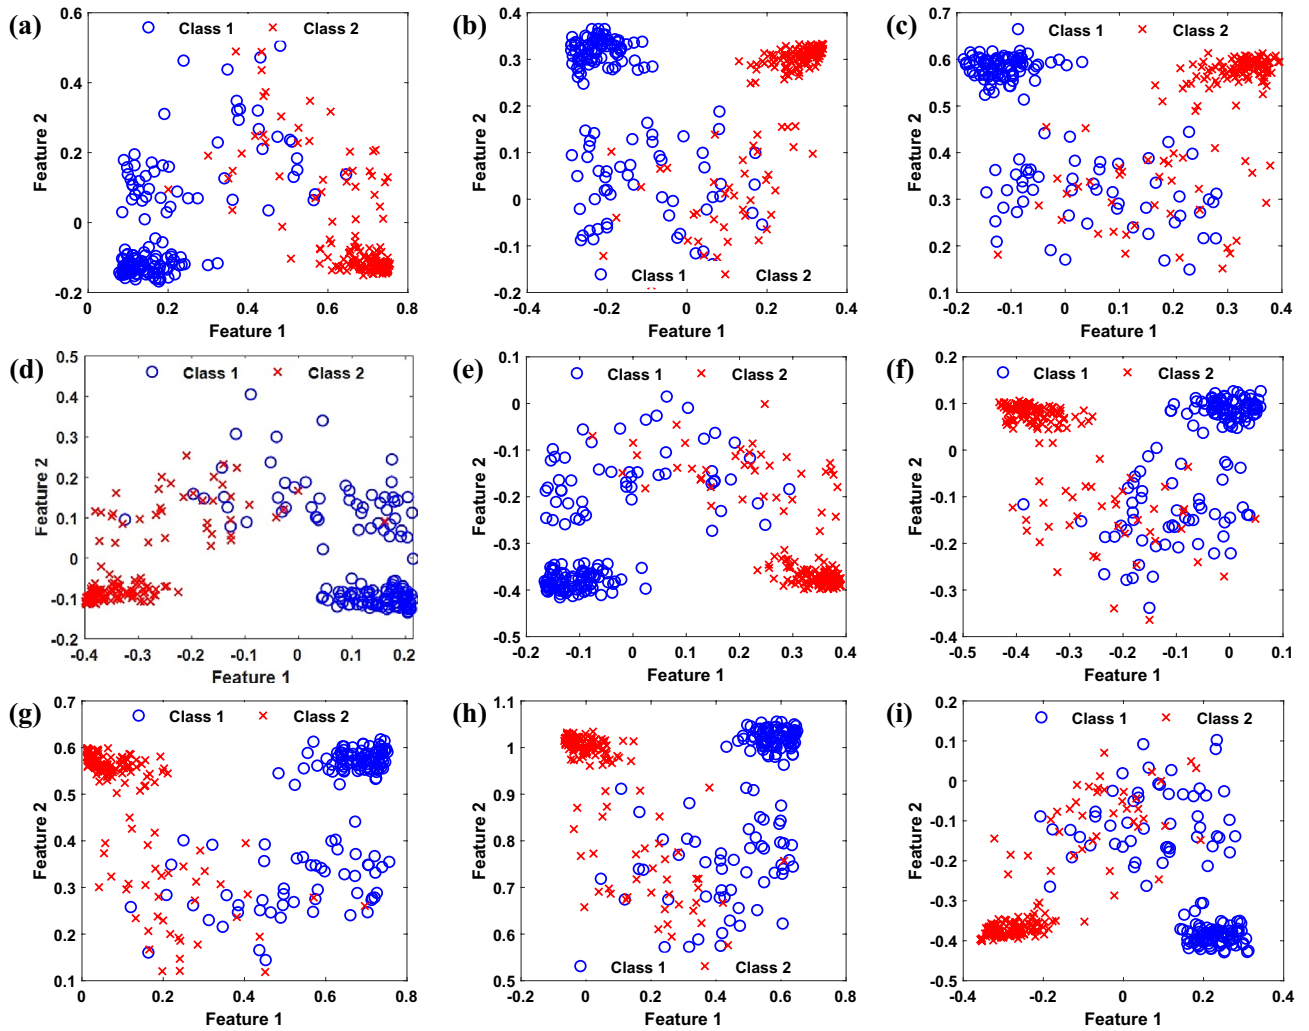 (a)
Class 1 Class 2
0.6
0.4
0.2
0
-0.2
Feature 2
0 0.2 0.4 0.6 0.8
Feature 1
(b)
0.4
0.3
0.2
0.1
0
-0.1
-0.2
Feature 2
Class 1 Class 2
-0.4 -0.2 0 0.2 0.4
Feature 1
(c)
Class 1 Class 2
0.7
0.6
0.5
0.4
0.3
0.2
0.1
Feature 2
-0.2 -0.1 0 0.1 0.2 0.3 0.4
Feature 1
(d)
Class 1 Class 2
0.5
0.4
0.3
0.2
0.1
0
-0.1
-0.2
Feature 2
-0.4 -0.3 -0.2 -0.1 0 0.1 0.2
Feature 1
(e)
Class 1 Class 2
0.1
0
-0.1
-0.2
-0.3
-0.4
-0.5
Feature 2
-0.2 -0.1 0 0.1 0.2 0.3 0.4
Feature 1
(f)
Class 1 Class 2
0.2
0.1
0
-0.1
-0.2
-0.3
-0.4
Feature 2
-0.5 -0.4 -0.3 -0.2 -0.1 0 0.1
Feature 1
(g)
Class 1 Class 2
0.7
0.6
0.5
0.4
0.3
0.2
0.1
Feature 2
0 0.2 0.4 0.6 0.8
Feature 1
(h)
1.1
1
0.9
0.8
0.7
0.6
0.5
Feature 2
Class 1 Class 2
-0.2 0 0.2 0.4 0.6 0.8
Feature 1
(i)
Class 1 Class 2
0.2
0.1
0
-0.1
-0.2
-0.3
-0.4
-0.5
Feature 2
-0.4 -0.2 0 0.2 0.4
Feature 1